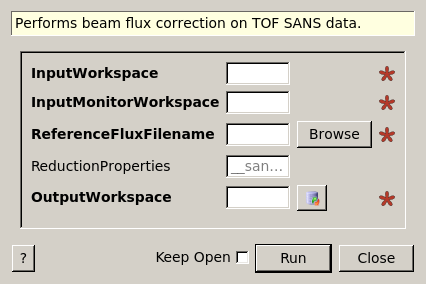 Performs beam flux correction on TOF SANS data.
InputWorkspace
InputMonitorWorkspace
ReferenceFluxFilename Browse
ReductionProperties __san...
OutputWorkspace
? Keep Open Run Close